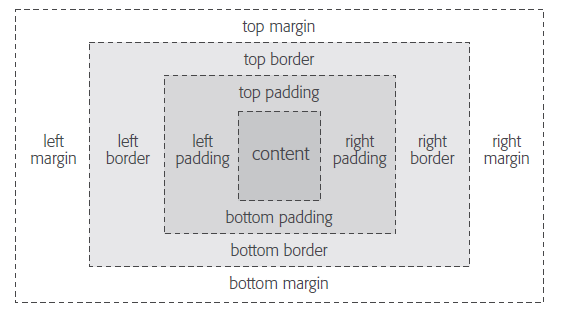 top margin
top border
top padding
left
margin
left
border
left
padding
content
right
padding
right
border
right
margin
bottom padding
bottom border
bottom margin